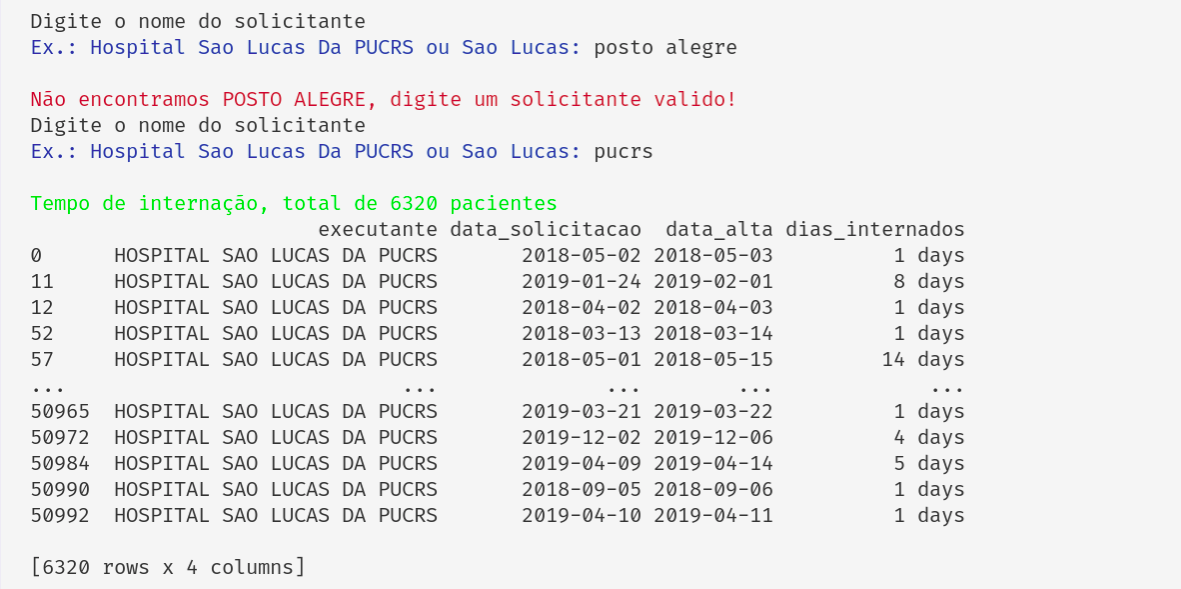 Digite o nome do solicitante
Ex.: Hospital Sao Lucas Da PUCRS ou Sao Lucas: posto alegre
Não encontramos POSTO ALEGRE, digite um solicitante valido!
Digite o nome do solicitante
Ex.: Hospital Sao Lucas Da PUCRS ou Sao Lucas: pucrs
Tempo de internação, total de 6320 pacientes
executante data_solicitacao data_alta dias_internados
0 HOSPITAL SAO LUCAS DA PUCRS 2018-05-02 2018-05-03 1 days
11 HOSPITAL SAO LUCAS DA PUCRS 2019-01-24 2019-02-01 8 days
12 HOSPITAL SAO LUCAS DA PUCRS 2018-04-02 2018-04-03 1 days
52 HOSPITAL SAO LUCAS DA PUCRS 2018-03-13 2018-03-14 1 days
57 HOSPITAL SAO LUCAS DA PUCRS 2018-05-01 2018-05-15 14 days
... ... ... ... ...
50965 HOSPITAL SAO LUCAS DA PUCRS 2019-03-21 2019-03-22 1 days
50972 HOSPITAL SAO LUCAS DA PUCRS 2019-12-02 2019-12-06 4 days
50984 HOSPITAL SAO LUCAS DA PUCRS 2019-04-09 2019-04-14 5 days
50990 HOSPITAL SAO LUCAS DA PUCRS 2018-09-05 2018-09-06 1 days
50992 HOSPITAL SAO LUCAS DA PUCRS 2019-04-10 2019-04-11 1 days
[6320 rows x 4 columns]